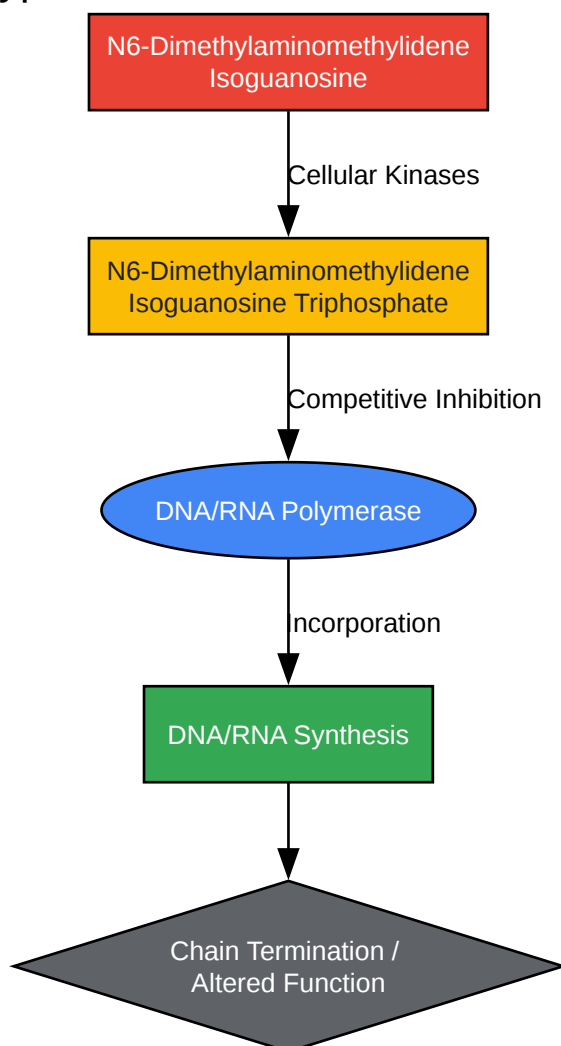 N6-Dimethylaminomethylidene
Isoguanosine
Cellular Kinases
N6-Dimethylaminomethylidene
Isoguanosine Triphosphate
Competitive Inhibition
DNA/RNA Polymerase
Incorporation
DNA/RNA Synthesis
Chain Termination /
Altered Function